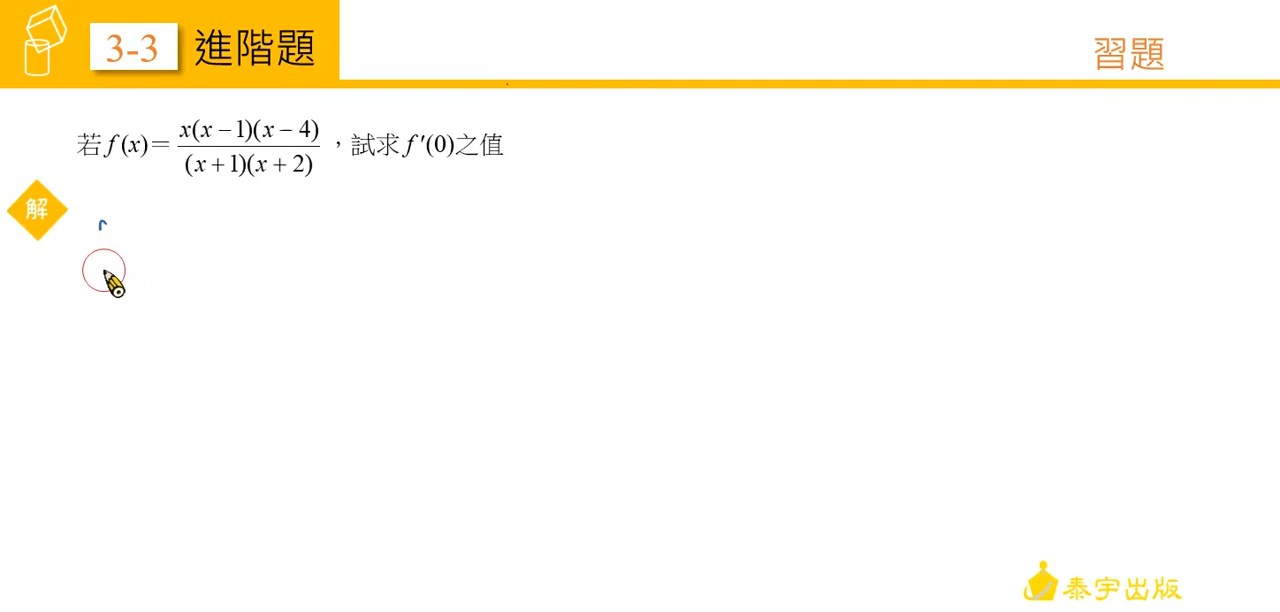 3-3 進階題
習題
若 f(x)=\frac{x(x-1)(x-4)}{(x+1)(x+2)},試求 f'(0)之值
解
泰宇出版